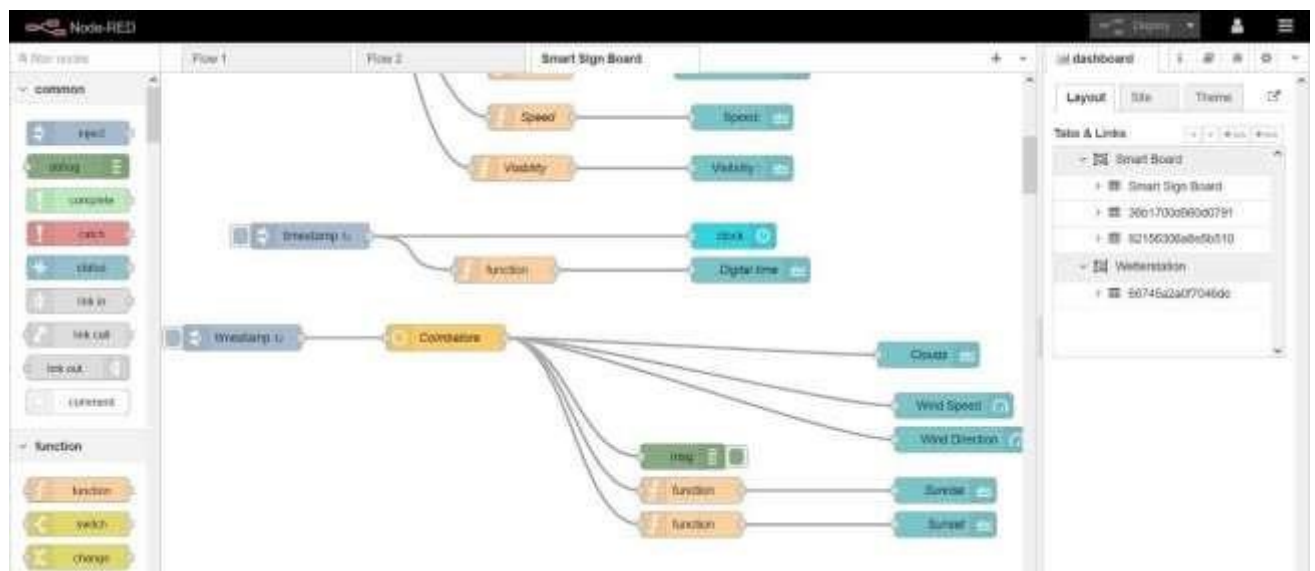 Node-RED
Deploy
filter nodes
Flow 1
Flow 2
Smart Sign Board
dashboard
common
inject
debug
complete
catch
status
link in
link call
link out
comment
function
function
switch
change
Speed
Speed
Visibility
Visibility
timestamp ↻
clock
function
Digital time
timestamp ↻
Coimbatore
Clouds
Wind Speed
Wind Direction
msg
function
Sunrise
function
Sunset
Layout
Site
Theme
Tabs & Links
Smart Board
Smart Sign Board
Wetterstation